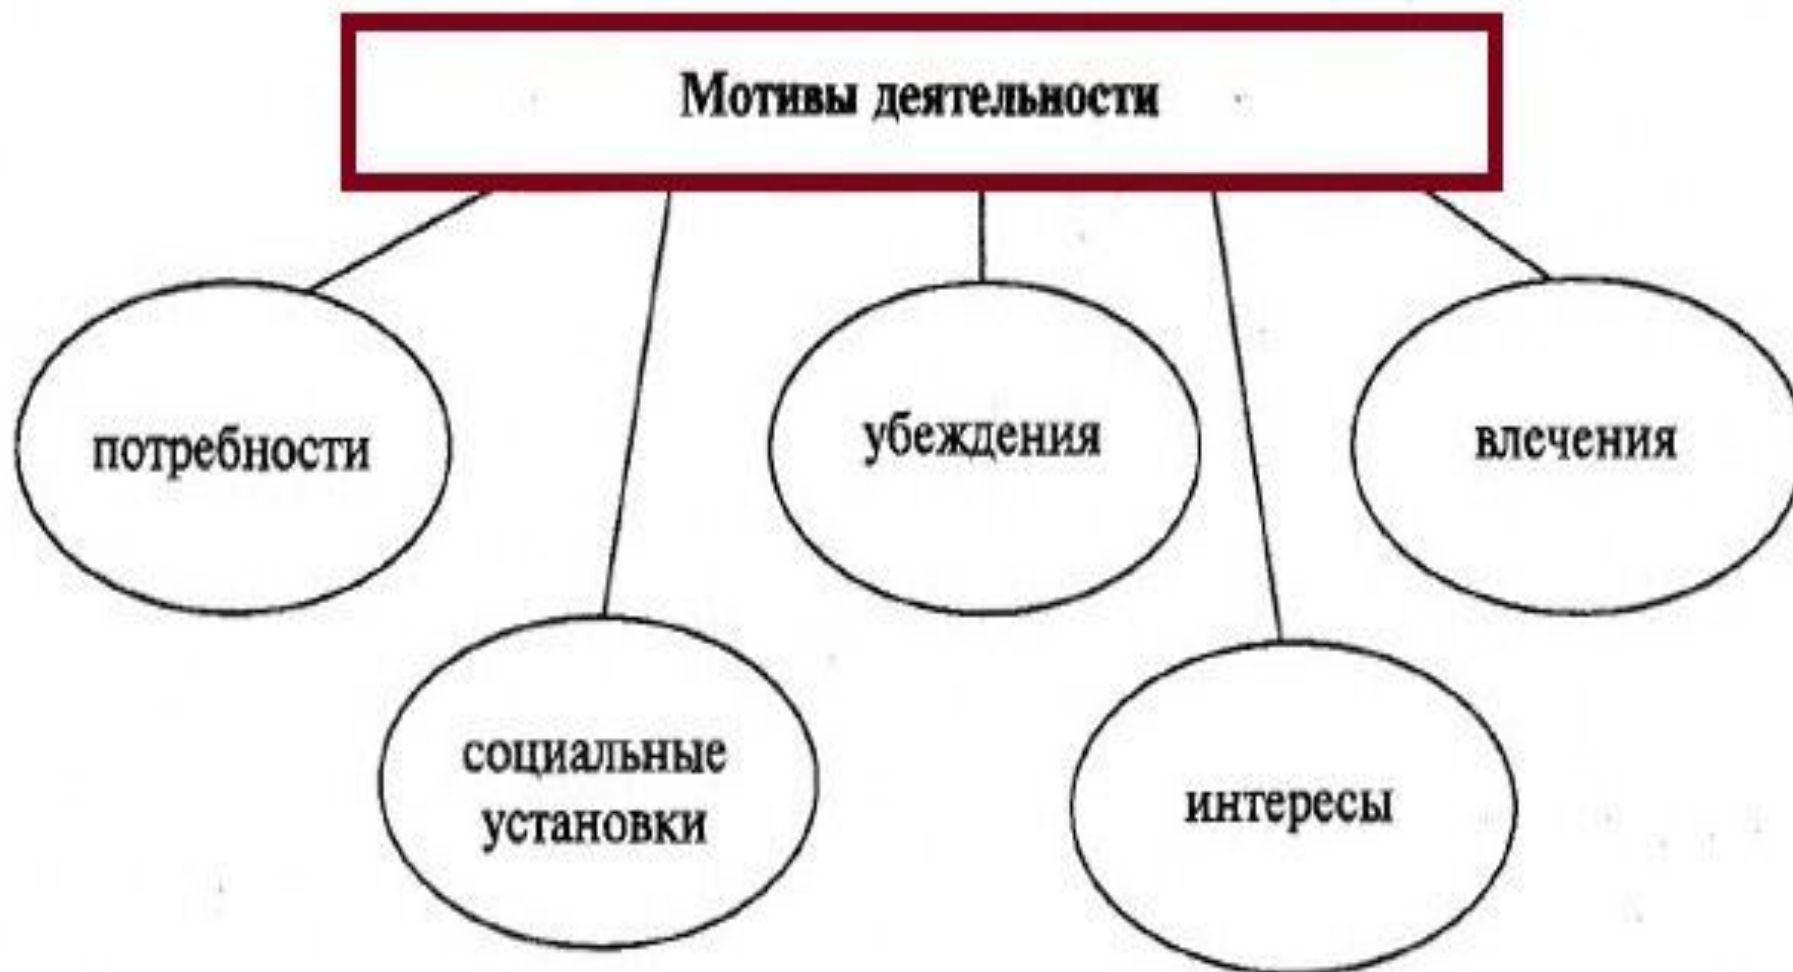 Мотивы деятельности
потребности
убеждения
влечения
социальные
установки
интересы